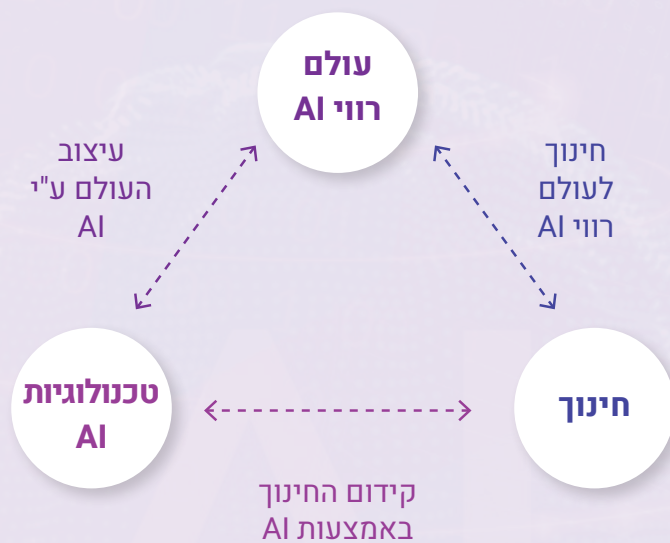 עולם
רווי AI
חינוך
לעולם
רווי AI
עיצוב
העולם ע"י
AI
חינוך
טכנולוגיות
AI
קידום החינוך
באמצעות AI